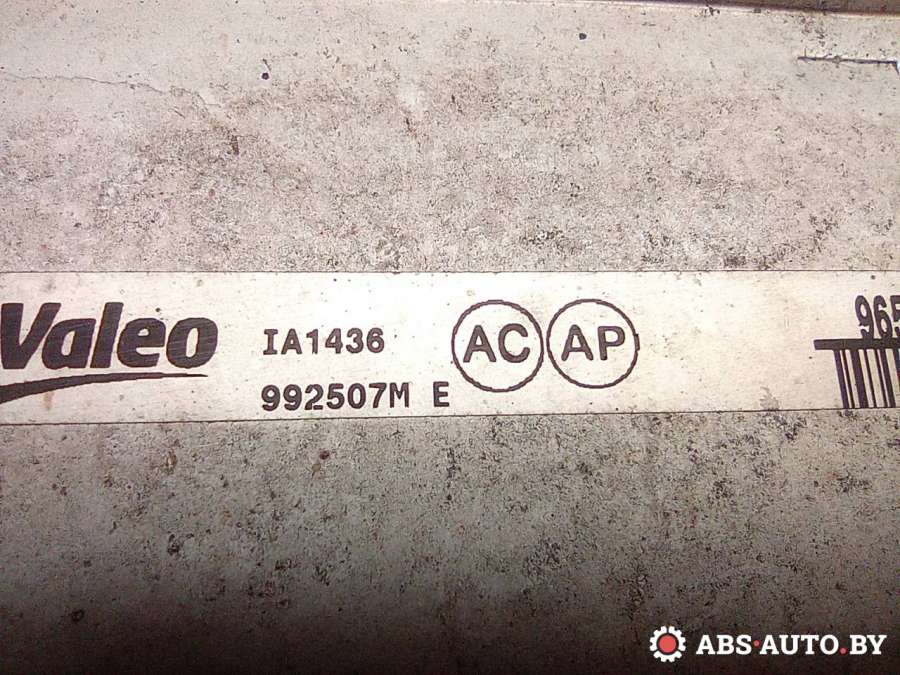 Valeo
IA1436
992507M E
AC
AP
965
ABS-AUTO.BY